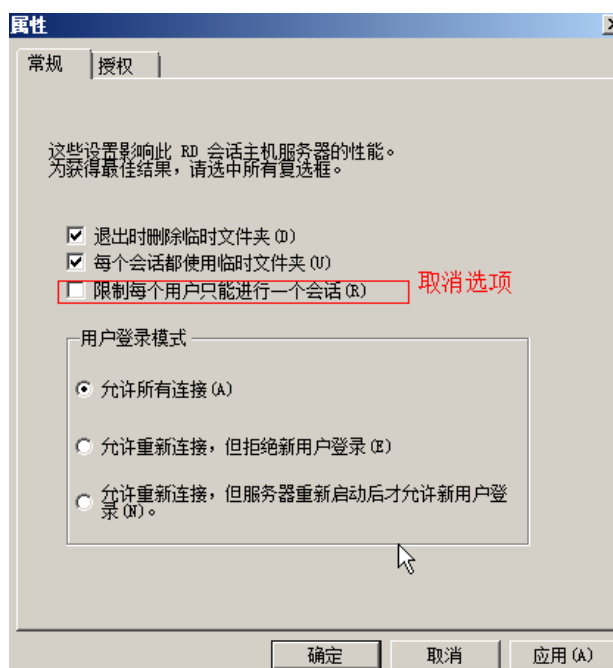 属性
常规 授权
这些设置影响此 RD 会话主机服务器的性能。
为获得最佳结果，请选中所有复选框。
退出时删除临时文件夹(D)
每个会话都使用临时文件夹(U)
限制每个用户只能进行一个会话(R) 取消选项
用户登录模式
允许所有连接(A)
允许重新连接，但拒绝新用户登录(E)
允许重新连接，但服务器重新启动后才允许新用户登
录(N)。
确定 取消 应用(A)